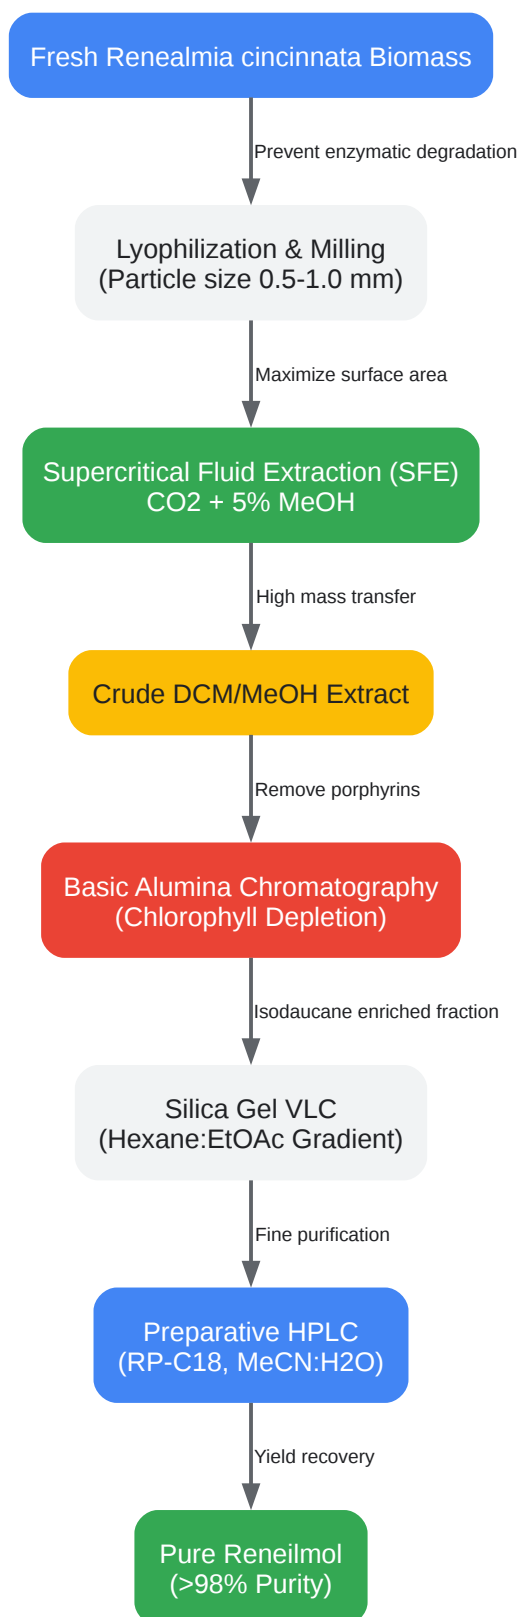 Fresh Renealmia cincinnata Biomass
Prevent enzymatic degradation
Lyophilization & Milling
(Particle size 0.5-1.0 mm)
Maximize surface area
Supercritical Fluid Extraction (SFE)
CO2 + 5% MeOH
High mass transfer
Crude DCM/MeOH Extract
Remove porphyrins
Basic Alumina Chromatography
(Chlorophyll Depletion)
Isodaucane enriched fraction
Silica Gel VLC
(Hexane:EtOAc Gradient)
Fine purification
Preparative HPLC
(RP-C18, MeCN:H2O)
Yield recovery
Pure Reneilmol
(>98% Purity)